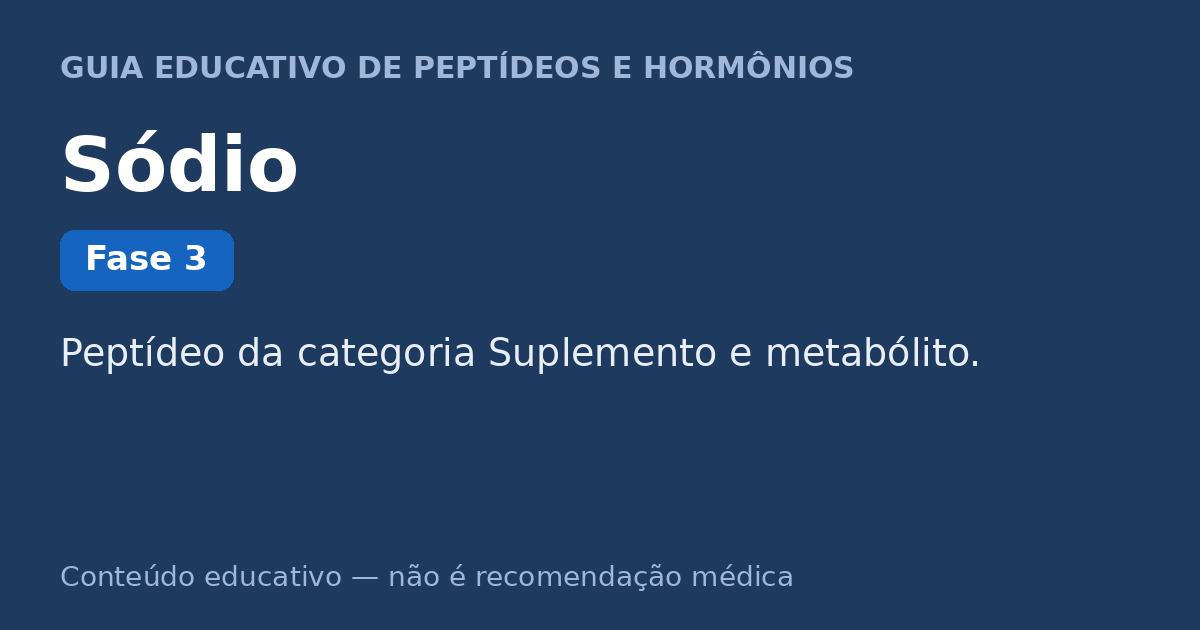 GUIA EDUCATIVO DE PEPTÍDEOS E HORMÔNIOS
Sódio
Fase 3
Peptídeo da categoria Suplemento e metabólito.
Conteúdo educativo — não é recomendação médica